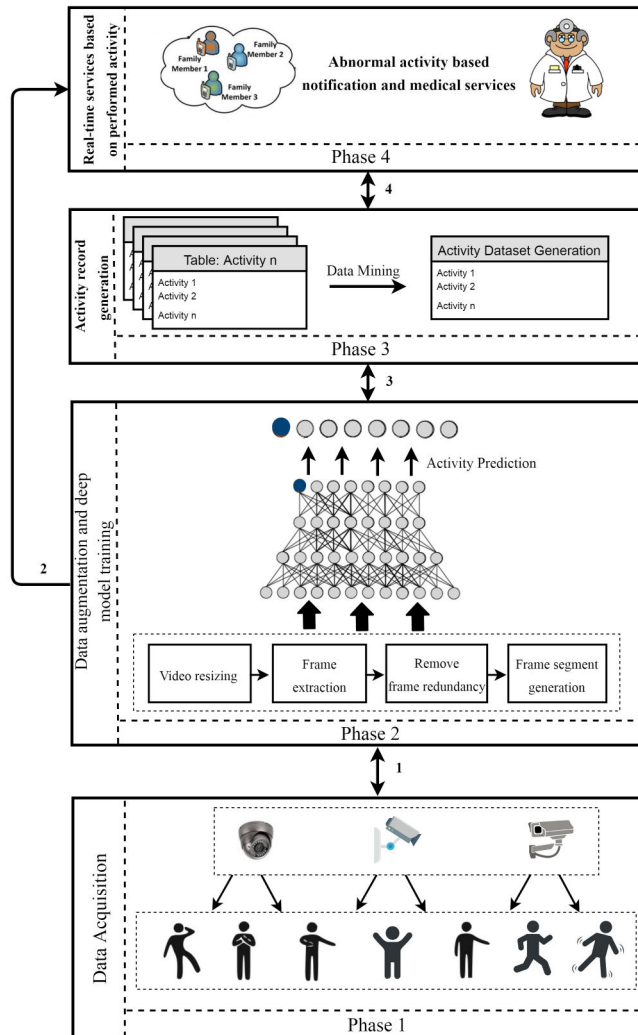 Real-time services based
on performed activity
Family
Member 1
Family
Member 2
Family
Member 3
Abnormal activity based
notification and medical services
Phase 4
4
Activity record
generation
A
A
A
A
A
A
Table: Activity n
Activity 1
Activity 2
Activity n
Data Mining
Activity Dataset Generation
Activity 1
Activity 2
Activity n
Phase 3
3
Data augmentation and deep
model training
Activity Prediction
2
Video resizing
Frame
extraction
Remove
frame redundancy
Frame segment
generation
Phase 2
1
Data Acquisition
Phase 1